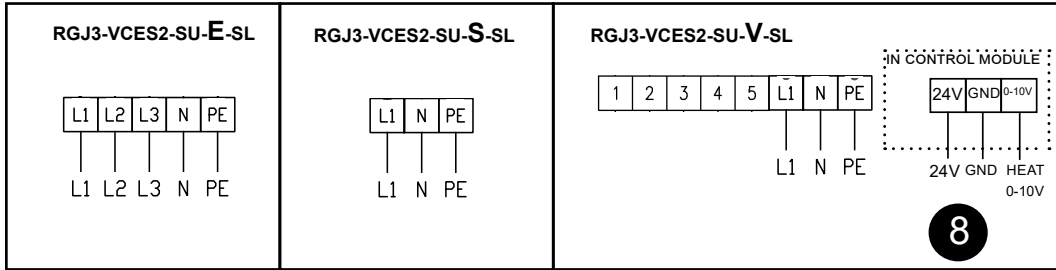 RGJ3-VCES2-SU-E-SL
L1 L2 L3 N PE
L1 L2 L3 N PE
RGJ3-VCES2-SU-S-SL
L1 N PE
L1 N PE
RGJ3-VCES2-SU-V-SL
1 2 3 4 5 L1 N PE
L1 N PE
IN CONTROL MODULE
24V GND 0-10V
24V GND HEAT
0-10V
8